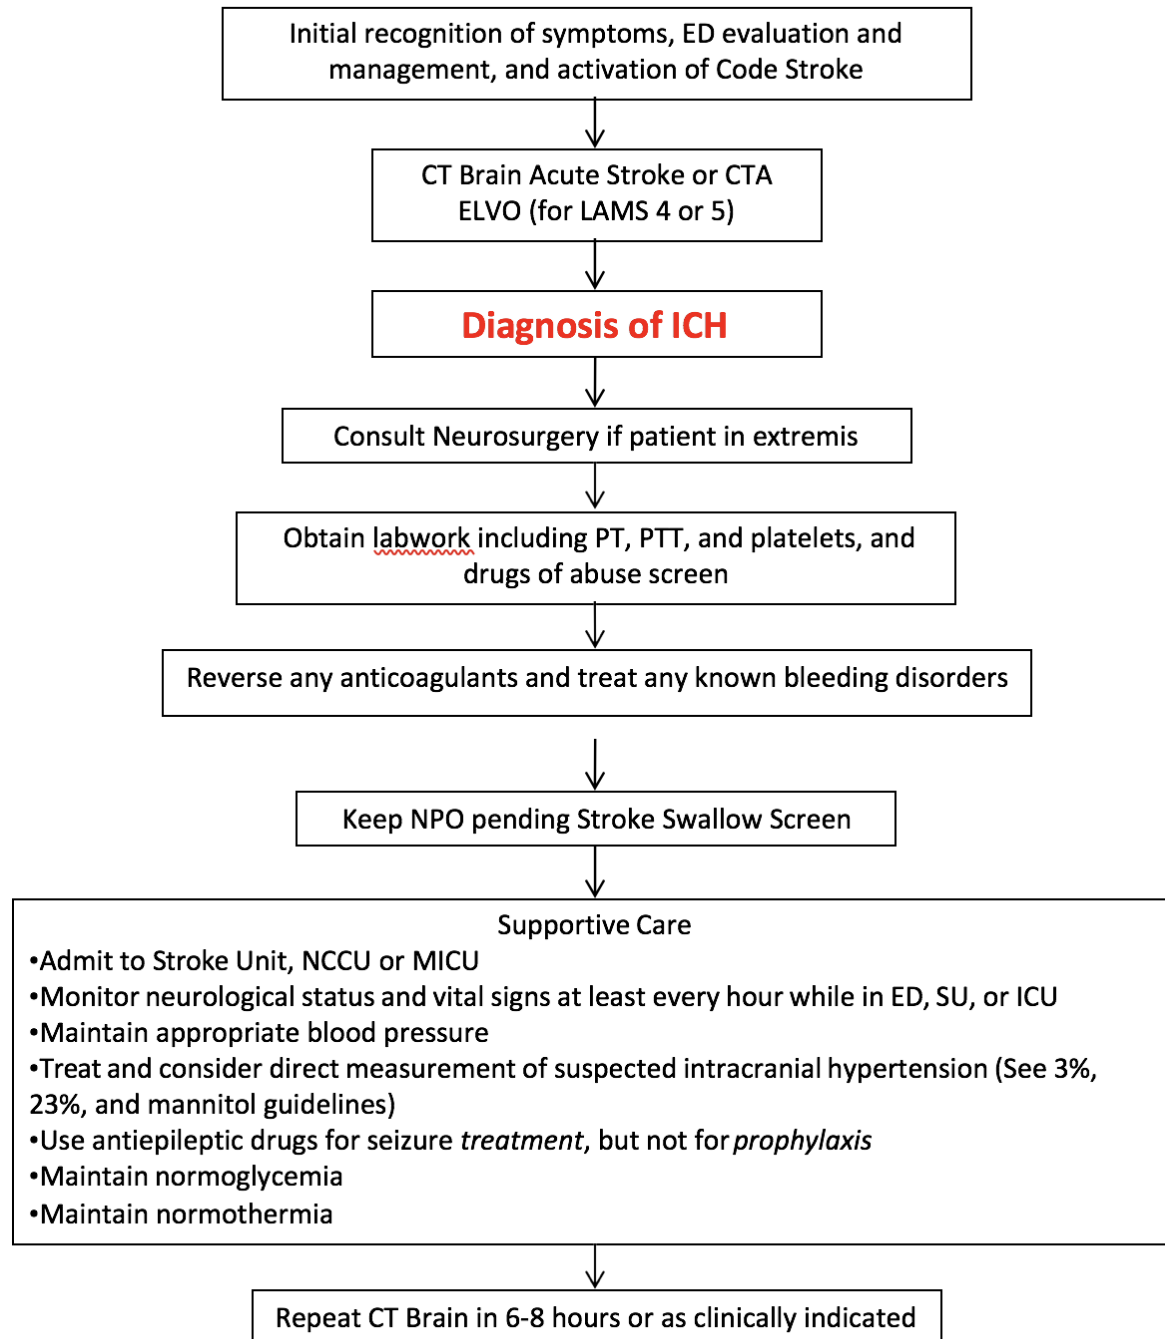 Initial recognition of symptoms, ED evaluation and
management, and activation of Code Stroke
CT Brain Acute Stroke or CTA
ELVO (for LAMS 4 or 5)
Diagnosis of ICH
Consult Neurosurgery if patient in extremis
Obtain labwork including PT, PTT, and platelets, and
drugs of abuse screen
Reverse any anticoagulants and treat any known bleeding disorders
Keep NPO pending Stroke Swallow Screen
Supportive Care
•Admit to Stroke Unit, NCCU or MICU
•Monitor neurological status and vital signs at least every hour while in ED, SU, or ICU
•Maintain appropriate blood pressure
•Treat and consider direct measurement of suspected intracranial hypertension (See 3%,
23%, and mannitol guidelines)
•Use antiepileptic drugs for seizure treatment, but not for prophylaxis
•Maintain normoglycemia
•Maintain normothermia
Repeat CT Brain in 6-8 hours or as clinically indicated